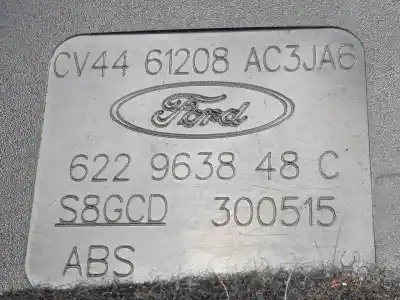 CV44 61208 AC3JA6
Ford
622 9638 48 C
S8GCD 300515
ABS